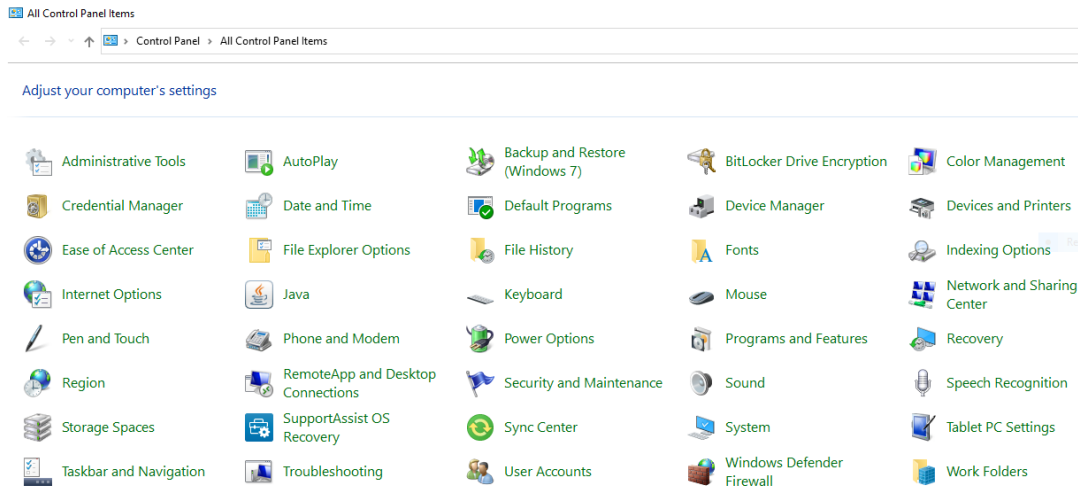 All Control Panel Items
Control Panel > All Control Panel Items
Adjust your computer's settings
Administrative Tools
AutoPlay
Backup and Restore
(Windows 7)
BitLocker Drive Encryption
Color Management
Credential Manager
Date and Time
Default Programs
Device Manager
Devices and Printers
Ease of Access Center
File Explorer Options
File History
Fonts
Indexing Options
Internet Options
Java
Keyboard
Mouse
Network and Sharing
Center
Pen and Touch
Phone and Modem
Power Options
Programs and Features
Recovery
Region
RemoteApp and Desktop
Connections
Security and Maintenance
Sound
Speech Recognition
Storage Spaces
SupportAssist OS
Recovery
Sync Center
System
Tablet PC Settings
Taskbar and Navigation
Troubleshooting
User Accounts
Windows Defender
Firewall
Work Folders